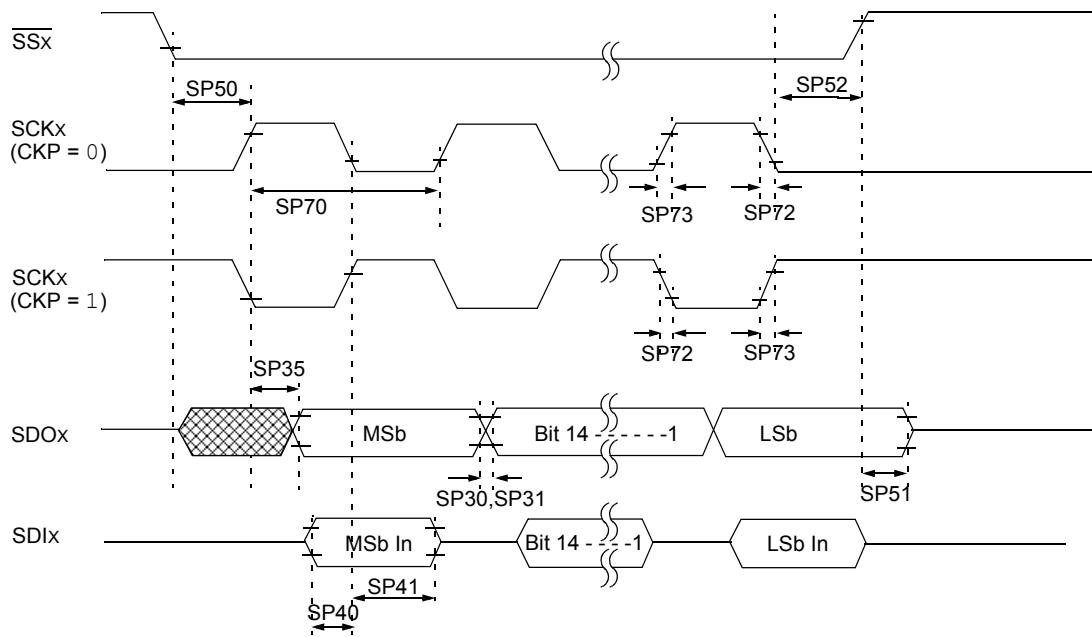 SSx
SP50
SP52
SCKx
(CKP = 0)
SP70
SP73
SP72
SCKx
(CKP = 1)
SP72
SP73
SP35
SDOx
MSb
Bit 14 - - - - - -1
LSb
SP30,SP31
SP51
SDIx
MSb In
Bit 14 - - - -1
LSb In
SP41
SP40